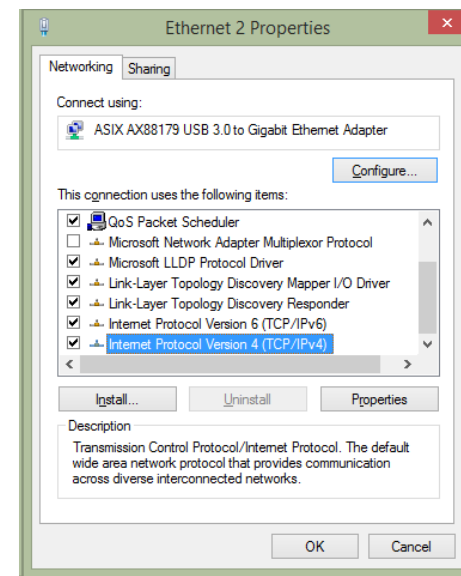 Ethernet 2 Properties
Networking Sharing
Connect using:
ASIX AX88179 USB 3.0 to Gigabit Ethernet Adapter
Configure...
This connection uses the following items:
QoS Packet Scheduler
Microsoft Network Adapter Multiplexor Protocol
Microsoft LLDP Protocol Driver
Link-Layer Topology Discovery Mapper I/O Driver
Link-Layer Topology Discovery Responder
Internet Protocol Version 6 (TCP/IPv6)
Internet Protocol Version 4 (TCP/IPv4)
Install... Uninstall Properties
Description
Transmission Control Protocol/Internet Protocol. The default
wide area network protocol that provides communication
across diverse interconnected networks.
OK Cancel